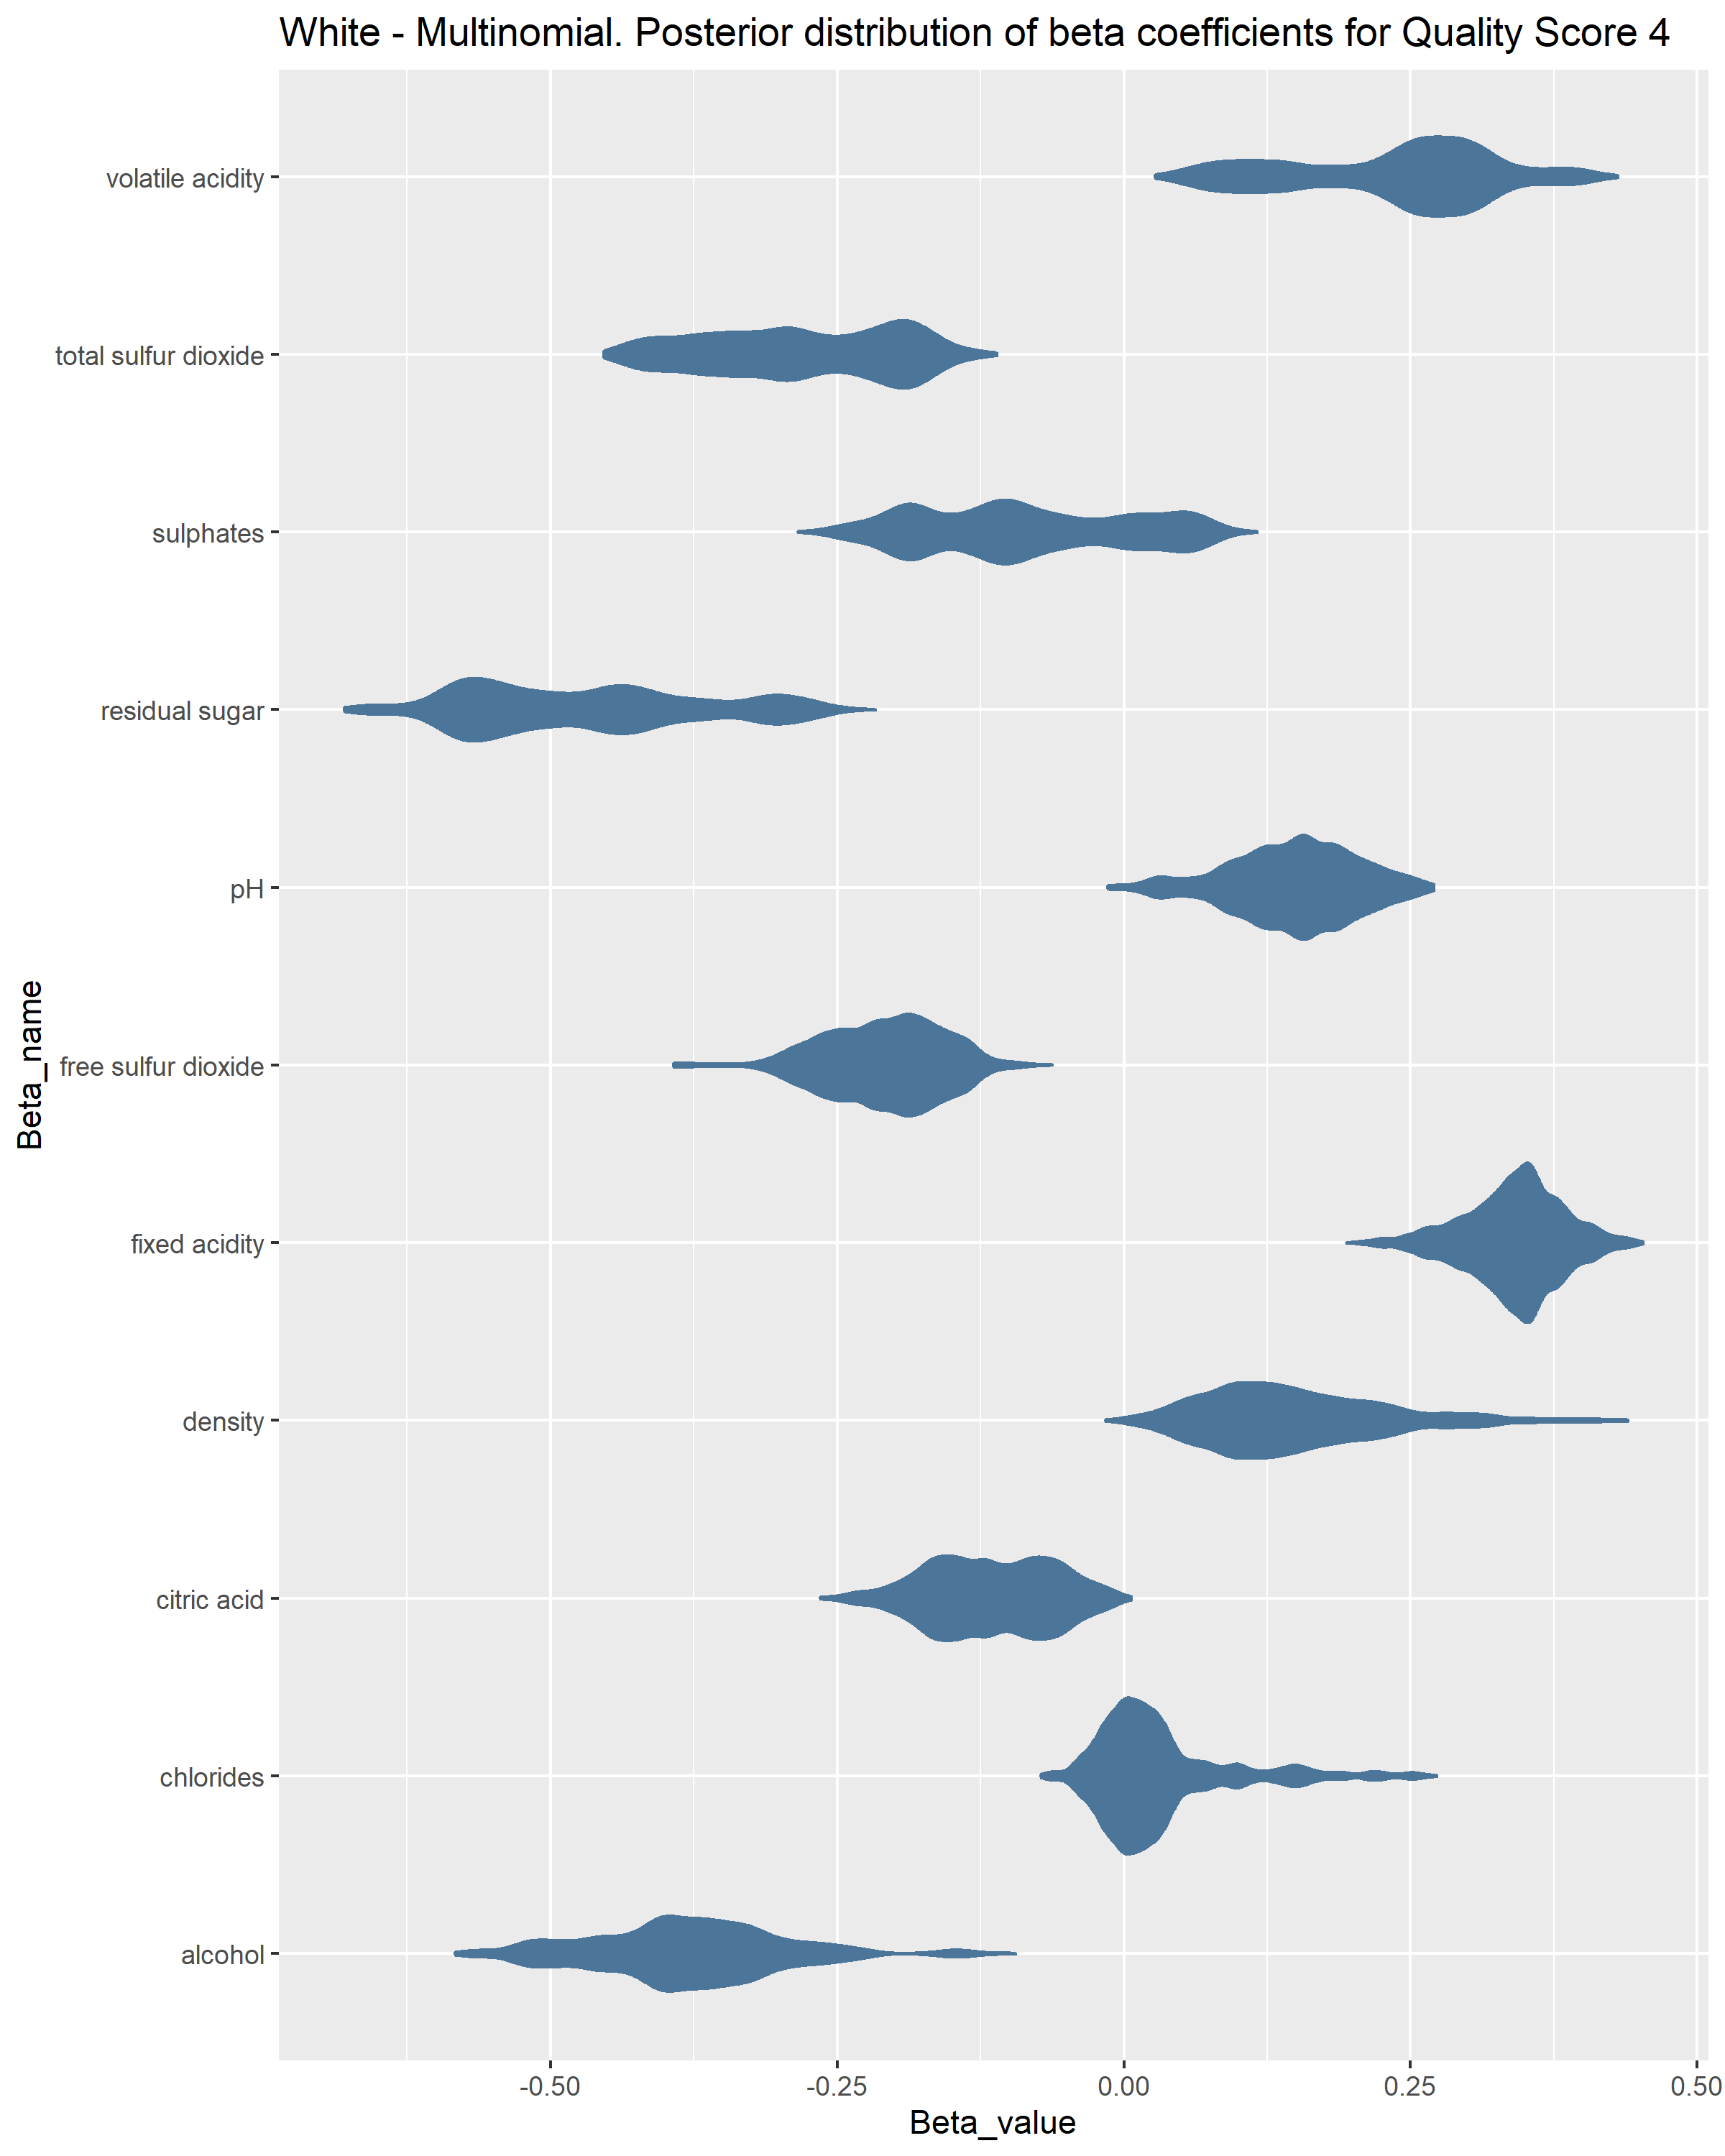 White - Multinomial. Posterior distribution of beta coefficients for Quality Score 4
volatile acidity
total sulfur dioxide
sulphates
residual sugar
pH
free sulfur dioxide
fixed acidity
density
citric acid
chlorides
alcohol
Beta_name
-0.50 -0.25 0.00 0.25 0.50
Beta_value